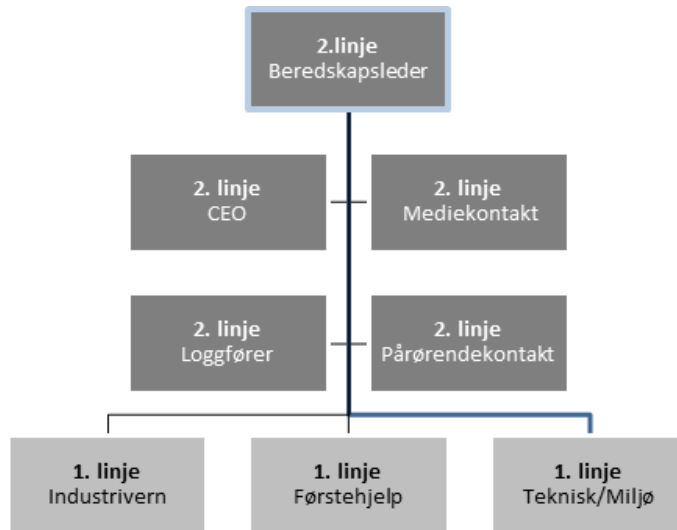 2.linje
Beredskapsleder
2. linje
CEO
2. linje
Mediekontakt
2. linje
Loggfører
2. linje
Pårørendekontakt
1. linje
Industrivern
1. linje
Førstehjelp
1. linje
Teknisk/Miljø